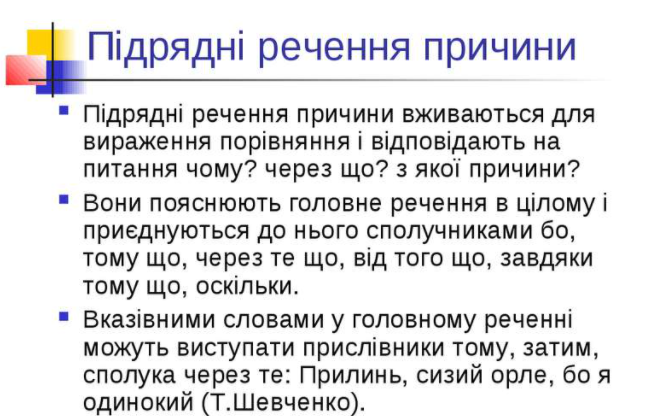 Підрядні речення причини
Підрядні речення причини вживаються для
вираження порівняння і відповідають на
питання чому? через що? з якої причини?
Вони пояснюють головне речення в цілому і
приєднуються до нього сполучниками бо,
тому що, через те що, від того що, завдяки
тому що, оскільки.
Вказівними словами у головному реченні
можуть виступати прислівники тому, затим,
сполука через те: Прилинь, сизий орле, бо я
одинокий (Т.Шевченко).